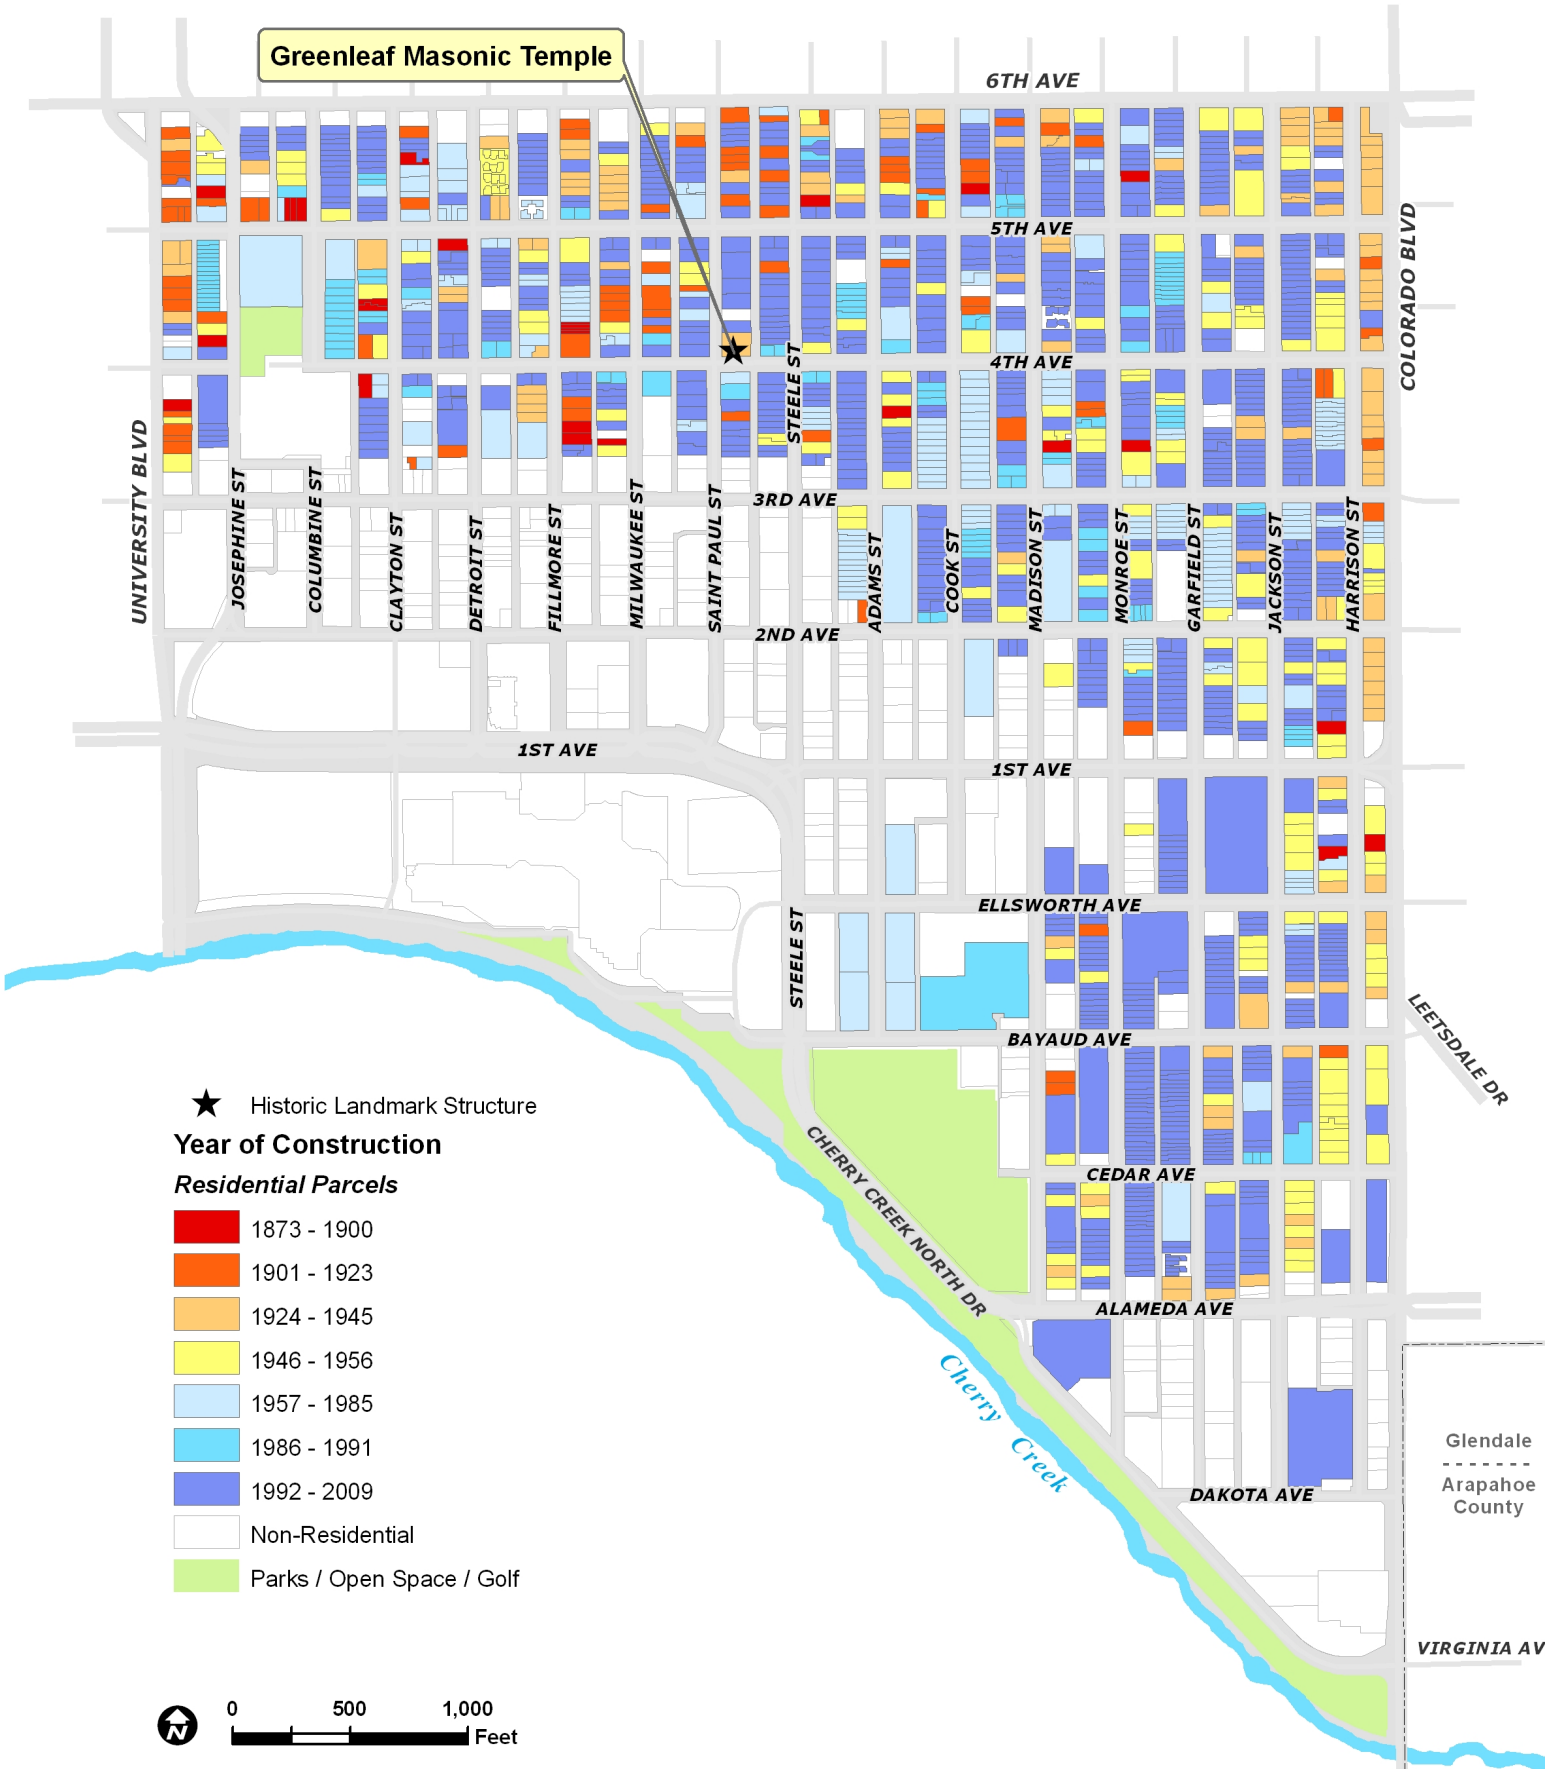 Greenleaf Masonic Temple
6TH AVE
5TH AVE
4TH AVE
3RD AVE
2ND AVE
1ST AVE
1ST AVE
ELLSWORTH AVE
BAYAUD AVE
CEDAR AVE
ALAMEDA AVE
DAKOTA AVE
VIRGINIA AV
UNIVERSITY BLVD
JOSEPHINE ST
COLUMBINE ST
CLAYTON ST
DETROIT ST
FILLMORE ST
MILWAUKEE ST
SAINT PAUL ST
STEELE ST
STEELE ST
ADAMS ST
COOK ST
MADISON ST
MONROE ST
GARFIELD ST
JACKSON ST
HARRISON ST
COLORADO BLVD
LEETSDALE DR
CHERRY CREEK NORTH DR
Cherry Creek
Glendale
Arapahoe
County
Historic Landmark Structure
Year of Construction
Residential Parcels
1873 - 1900
1901 - 1923
1924 - 1945
1946 - 1956
1957 - 1985
1986 - 1991
1992 - 2009
Non-Residential
Parks / Open Space / Golf
N
0 500 1,000
Feet